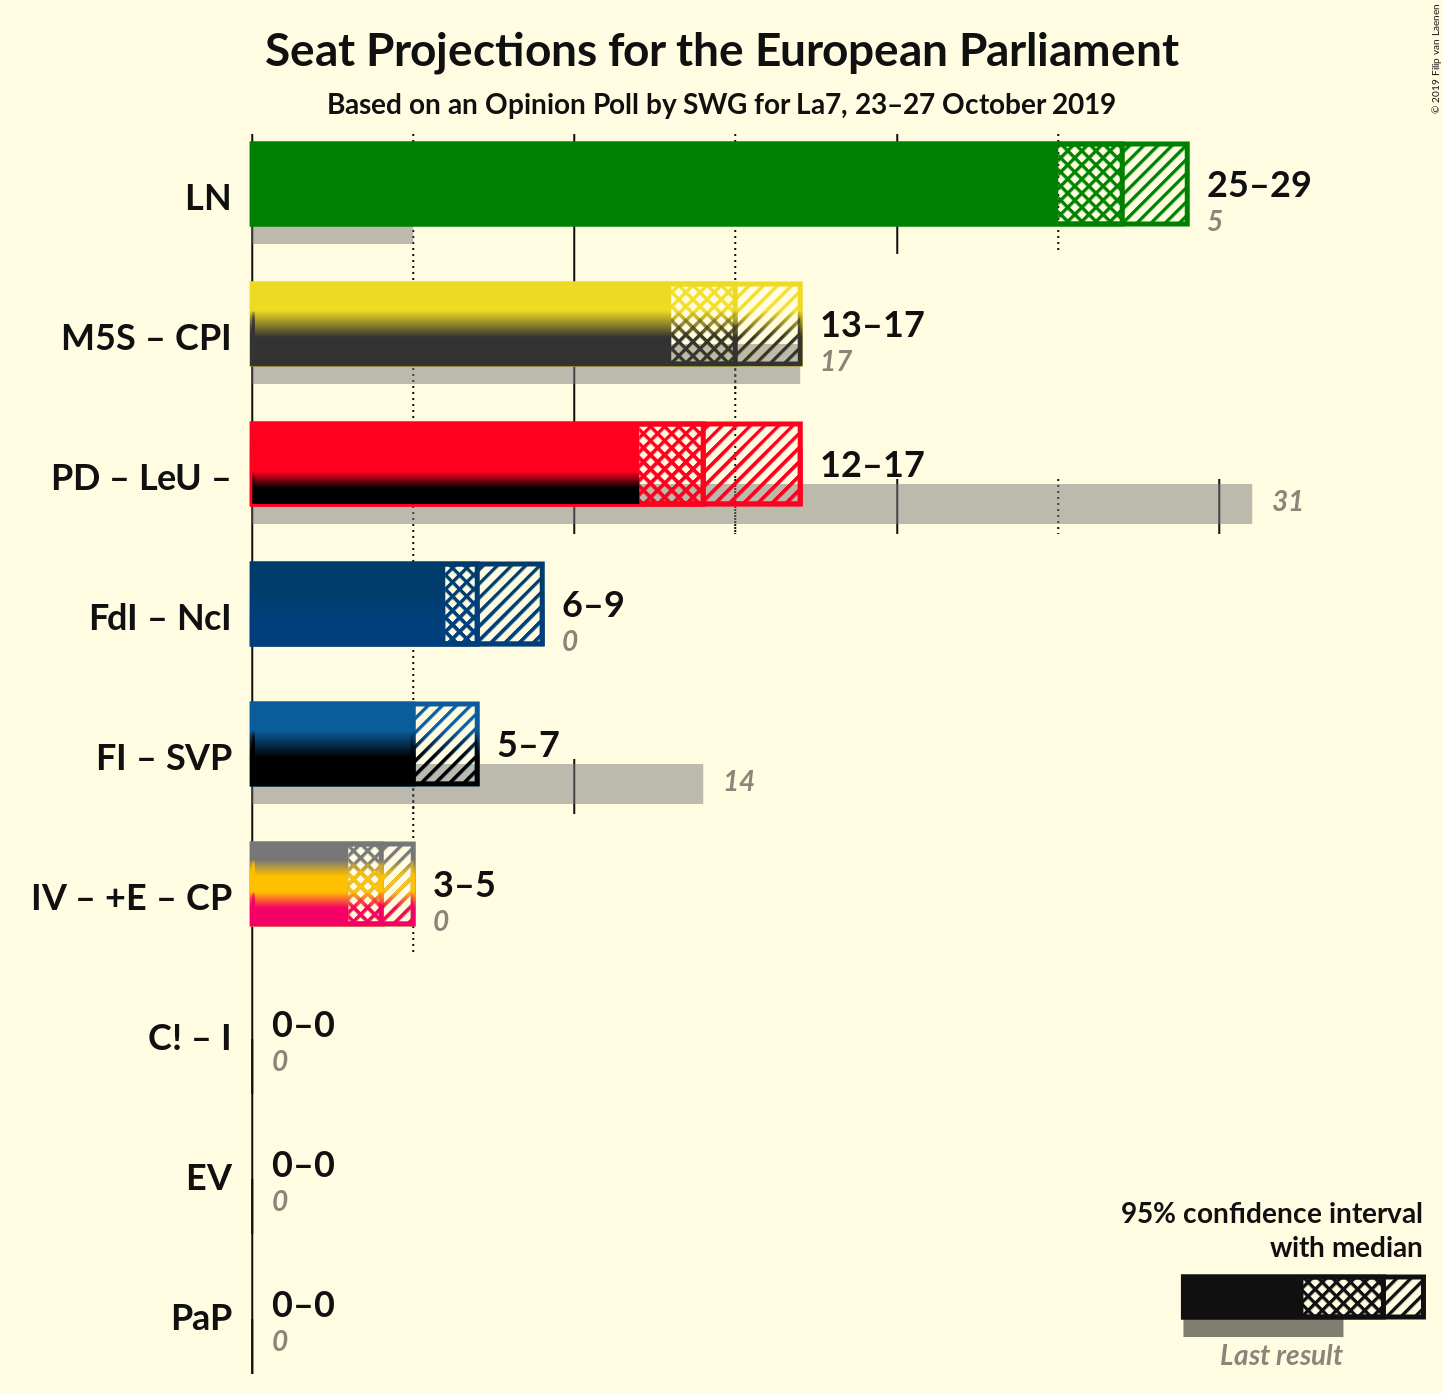 Seat Projections for the European Parliament
Based on an Opinion Poll by SWG for La7, 23–27 October 2019
© 2019 Filip van Laenen
LN
25–29
5
M5S – CPI
13–17
17
PD – LeU –
12–17
31
FdI – NcI
6–9
0
FI – SVP
5–7
14
IV – +E – CP
3–5
0
C! – I
0–0
0
EV
0–0
0
PaP
0–0
0
95% confidence interval
with median
Last result